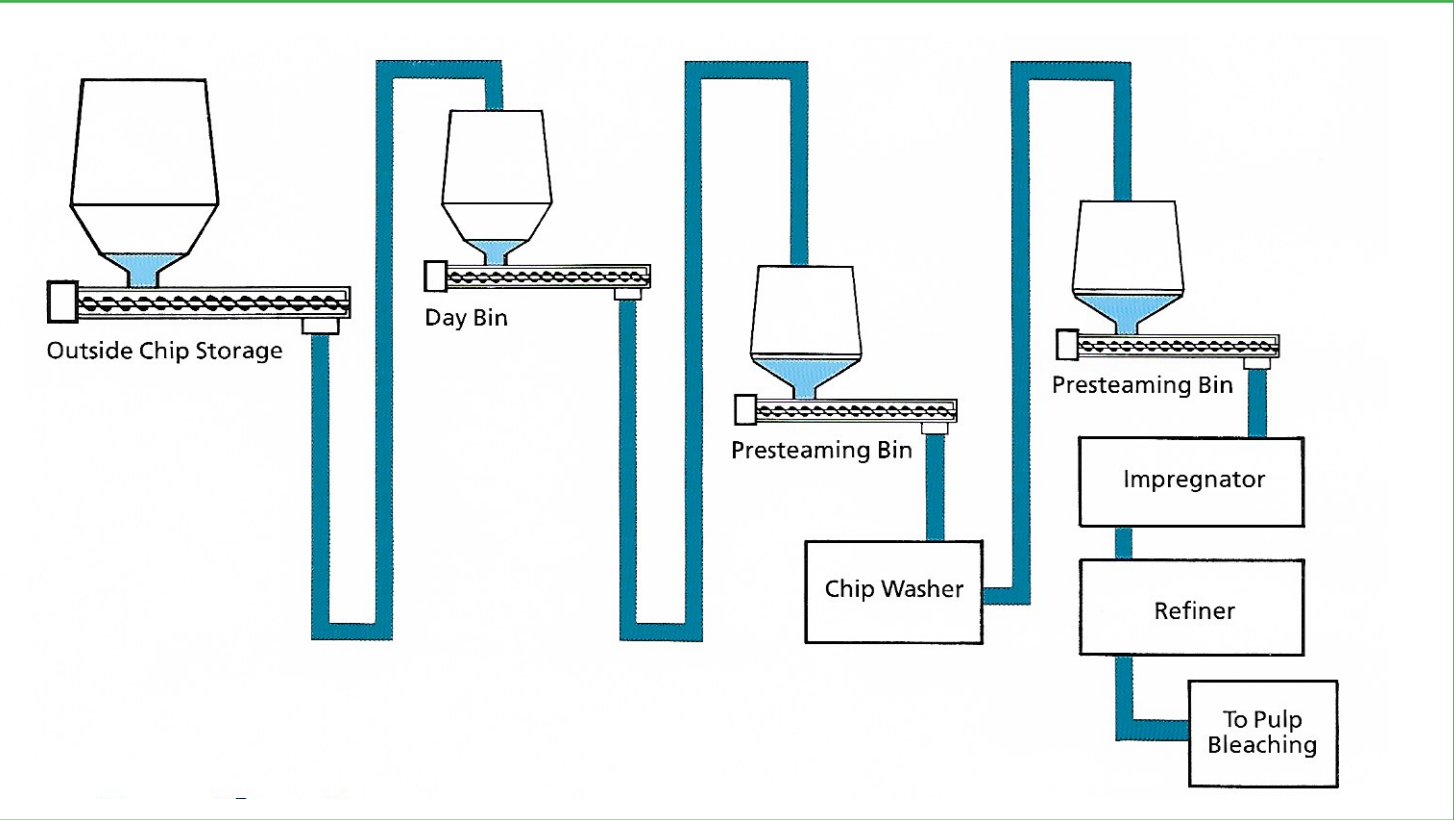 Outside Chip Storage
Day Bin
Presteaming Bin
Chip Washer
Presteaming Bin
Impregnator
Refiner
To Pulp
Bleaching